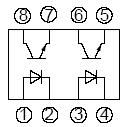 ⑧ ⑦ ⑥ ⑤
① ② ③ ④